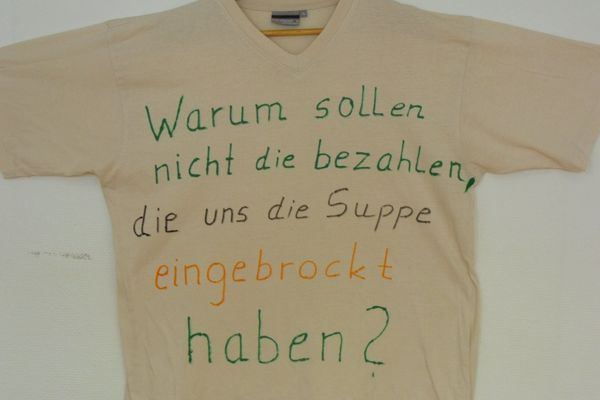 Warum sollen
nicht die bezahlen,
die uns die Suppe
eingebrockt
haben?